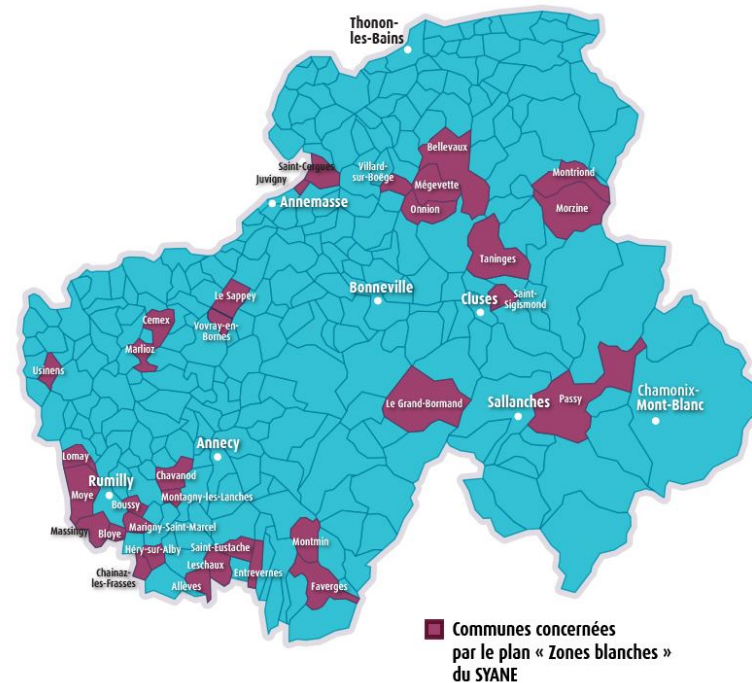 Thonon-
les-Bains
Bellevaux
Saint-Cergues
Villard-
sur-Boëge
Juvigny
Mégevette
Montriond
Annemasse
Onnion
Morzine
Taninges
Le Sappey
Bonneville
Cluses
Saint-
Sigismond
Cemex
Vovray-en-
Bornes
Marlioz
Usinens
Le Grand-Bormand
Sallanches
Passy
Chamonix-
Mont-Blanc
Annecy
Lomay
Chavanod
Rumilly
Moye
Boussy
Montagny-les-Lanches
Massingy
Bloye
Marigny-Saint-Marcel
Montmin
Héry-sur-Alby
Saint-Eustache
Leschaux
Chainaz-
les-Frasses
Entrevernes
Allèves
Faverges
Communes concernées
par le plan « Zones blanches »
du SYANE